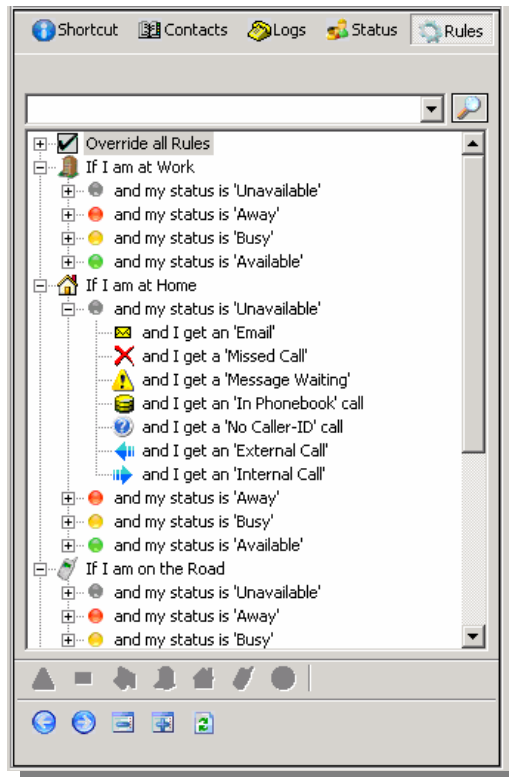 Shortcut Contacts Logs Status Rules
Override all Rules
If I am at Work
and my status is 'Unavailable'
and my status is 'Away'
and my status is 'Busy'
and my status is 'Available'
If I am at Home
and my status is 'Unavailable'
and I get an 'Email'
and I get a 'Missed Call'
and I get a 'Message Waiting'
and I get an 'In Phonebook' call
and I get a 'No Caller-ID' call
and I get an 'External Call'
and I get an 'Internal Call'
and my status is 'Away'
and my status is 'Busy'
and my status is 'Available'
If I am on the Road
and my status is 'Unavailable'
and my status is 'Away'
and my status is 'Busy'